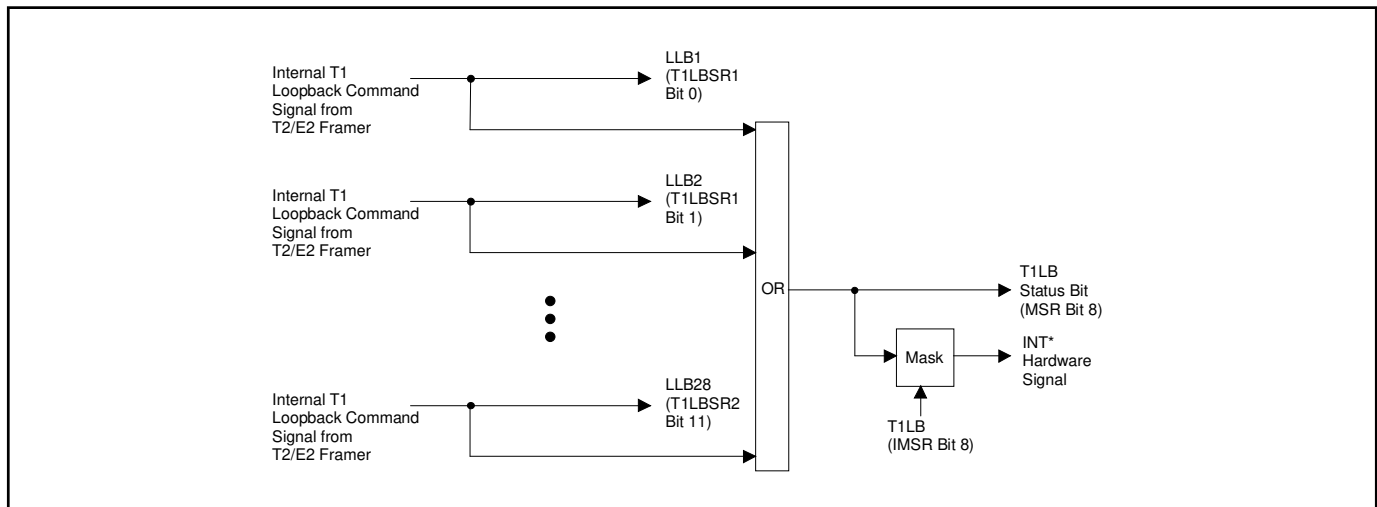 Internal T1
Loopback Command
Signal from
T2/E2 Framer
LLB1
(T1LBSR1
Bit 0)
Internal T1
Loopback Command
Signal from
T2/E2 Framer
LLB2
(T1LBSR1
Bit 1)
OR
T1LB
Status Bit
(MSR Bit 8)
Mask
INT*
Hardware
Signal
T1LB
(IMSR Bit 8)
Internal T1
Loopback Command
Signal from
T2/E2 Framer
LLB28
(T1LBSR2
Bit 11)